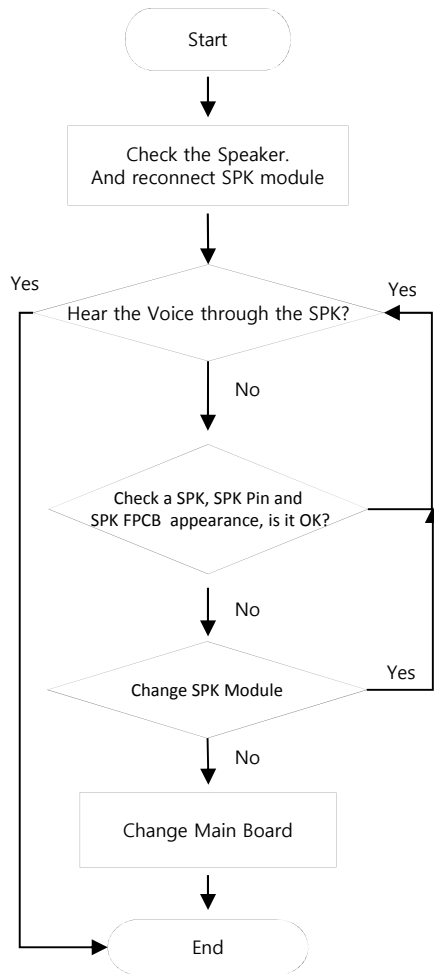 Start
Check the Speaker.
And reconnect SPK module
Yes
Yes
Hear the Voice through the SPK?
No
Check a SPK, SPK Pin and
SPK FPCB appearance, is it OK?
No
Yes
Change SPK Module
No
Change Main Board
End